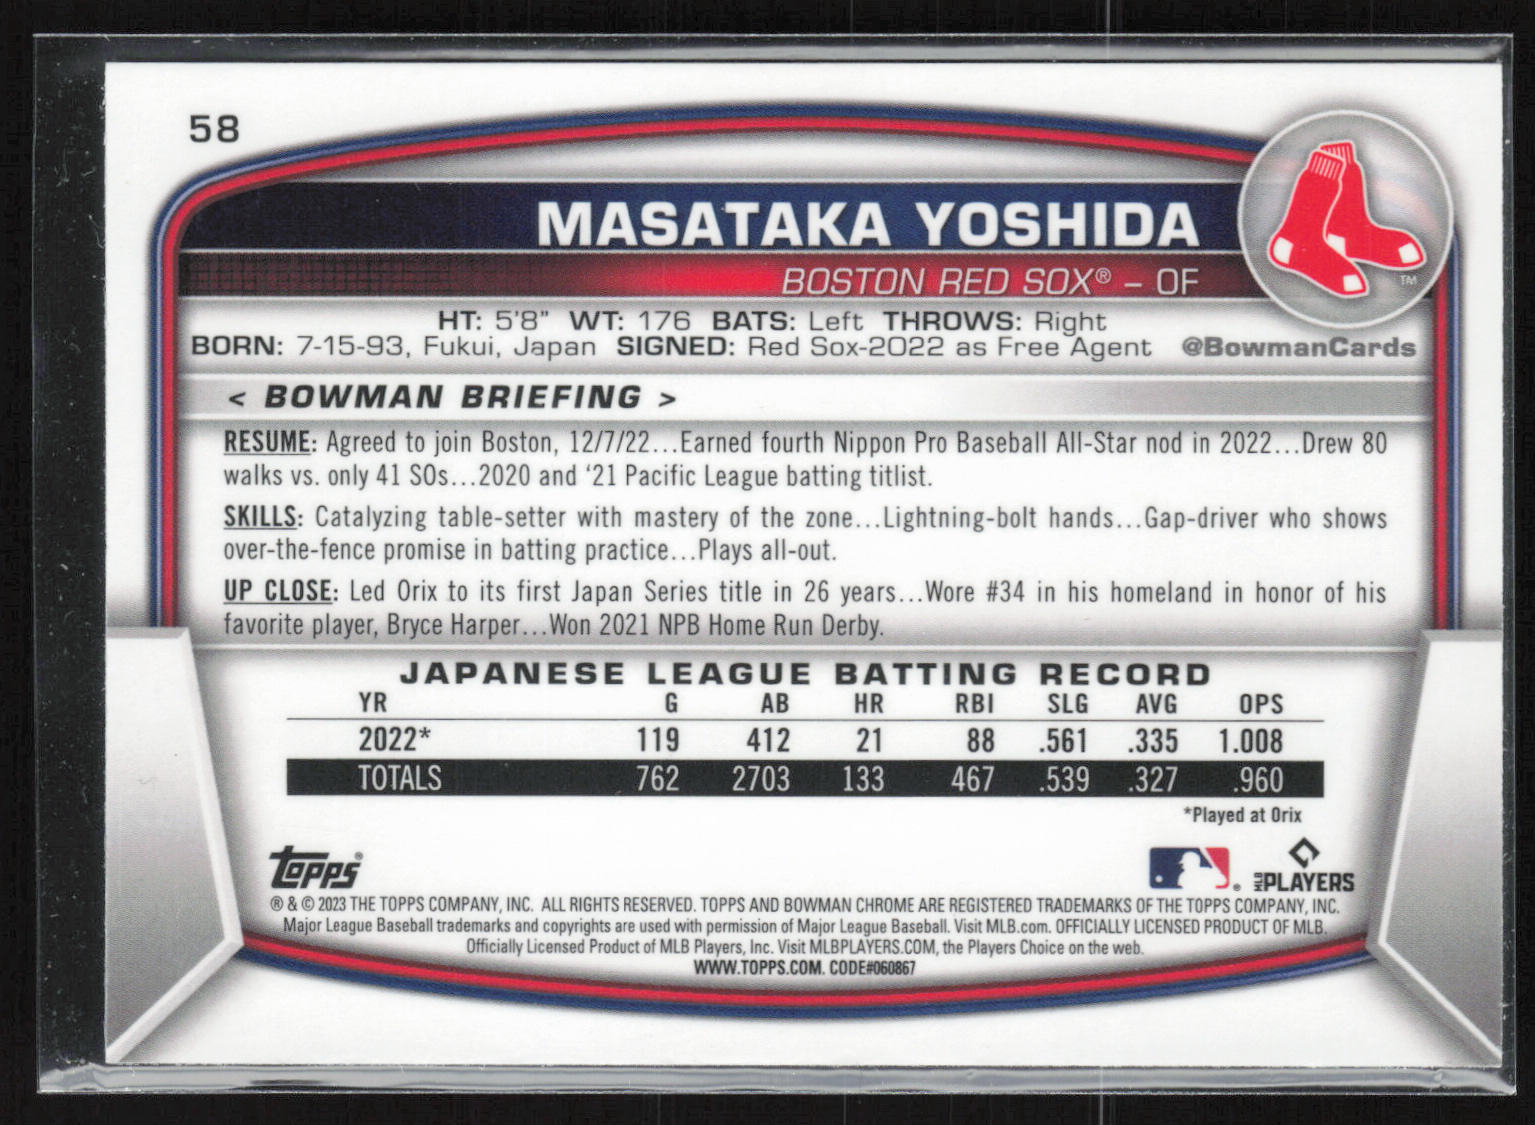 58
MASATAKA YOSHIDA
BOSTON RED SOX® – OF
HT: 5'8" WT: 176 BATS: Left THROWS: Right
BORN: 7-15-93, Fukui, Japan SIGNED: Red Sox-2022 as Free Agent @BowmanCards
< BOWMAN BRIEFING >
RESUME: Agreed to join Boston, 12/7/22...Earned fourth Nippon Pro Baseball All-Star nod in 2022...Drew 80
walks vs. only 41 SOs...2020 and '21 Pacific League batting titlist.
SKILLS: Catalyzing table-setter with mastery of the zone...Lightning-bolt hands...Gap-driver who shows
over-the-fence promise in batting practice...Plays all-out.
UP CLOSE: Led Orix to its first Japan Series title in 26 years...Wore #34 in his homeland in honor of his
favorite player, Bryce Harper...Won 2021 NPB Home Run Derby.
JAPANESE LEAGUE BATTING RECORD
YR G AB HR RBI SLG AVG OPS
2022* 119 412 21 88 .561 .335 1.008
TOTALS 762 2703 133 467 .539 .327 .960
*Played at Orix
Topps®
MLB PLAYERS
® & © 2023 THE TOPPS COMPANY, INC. ALL RIGHTS RESERVED. TOPPS AND BOWMAN CHROME ARE REGISTERED TRADEMARKS OF THE TOPPS COMPANY, INC.
Major League Baseball trademarks and copyrights are used with permission of Major League Baseball. Visit MLB.com. OFFICIALLY LICENSED PRODUCT OF MLB.
Officially Licensed Product of MLB Players, Inc. Visit MLBPLAYERS.COM, the Players Choice on the web.
WWW.TOPPS.COM. CODE#060867